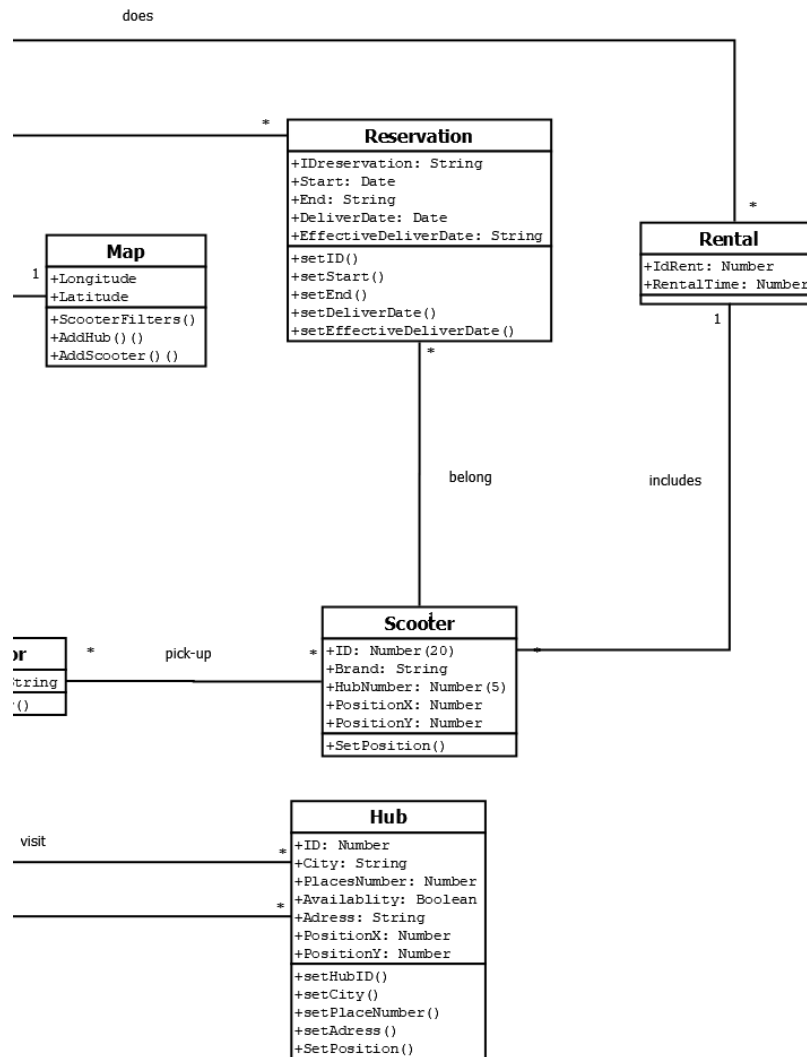 does
*
Reservation
+IDreservation: String
+Start: Date
+End: String
+DeliverDate: Date
+EffectiveDeliverDate: String
+setID()
+setStart()
+setEnd()
+setDeliverDate()
+setEffectiveDeliverDate()
*
*
Rental
+IdRent: Number
+RentalTime: Number
1
1
Map
+Longitude
+Latitude
+ScooterFilters()
+AddHub()()
+AddScooter()()
belong
includes
or
String
()
*
pick-up
*
1
Scooter
+ID: Number(20)
+Brand: String
+HubNumber: Number(5)
+PositionX: Number
+PositionY: Number
+SetPosition()
*
visit
*
*
Hub
+ID: Number
+City: String
+PlacesNumber: Number
+Availablity: Boolean
+Adress: String
+PositionX: Number
+PositionY: Number
+setHubID()
+setCity()
+setPlaceNumber()
+setAdress()
+SetPosition()